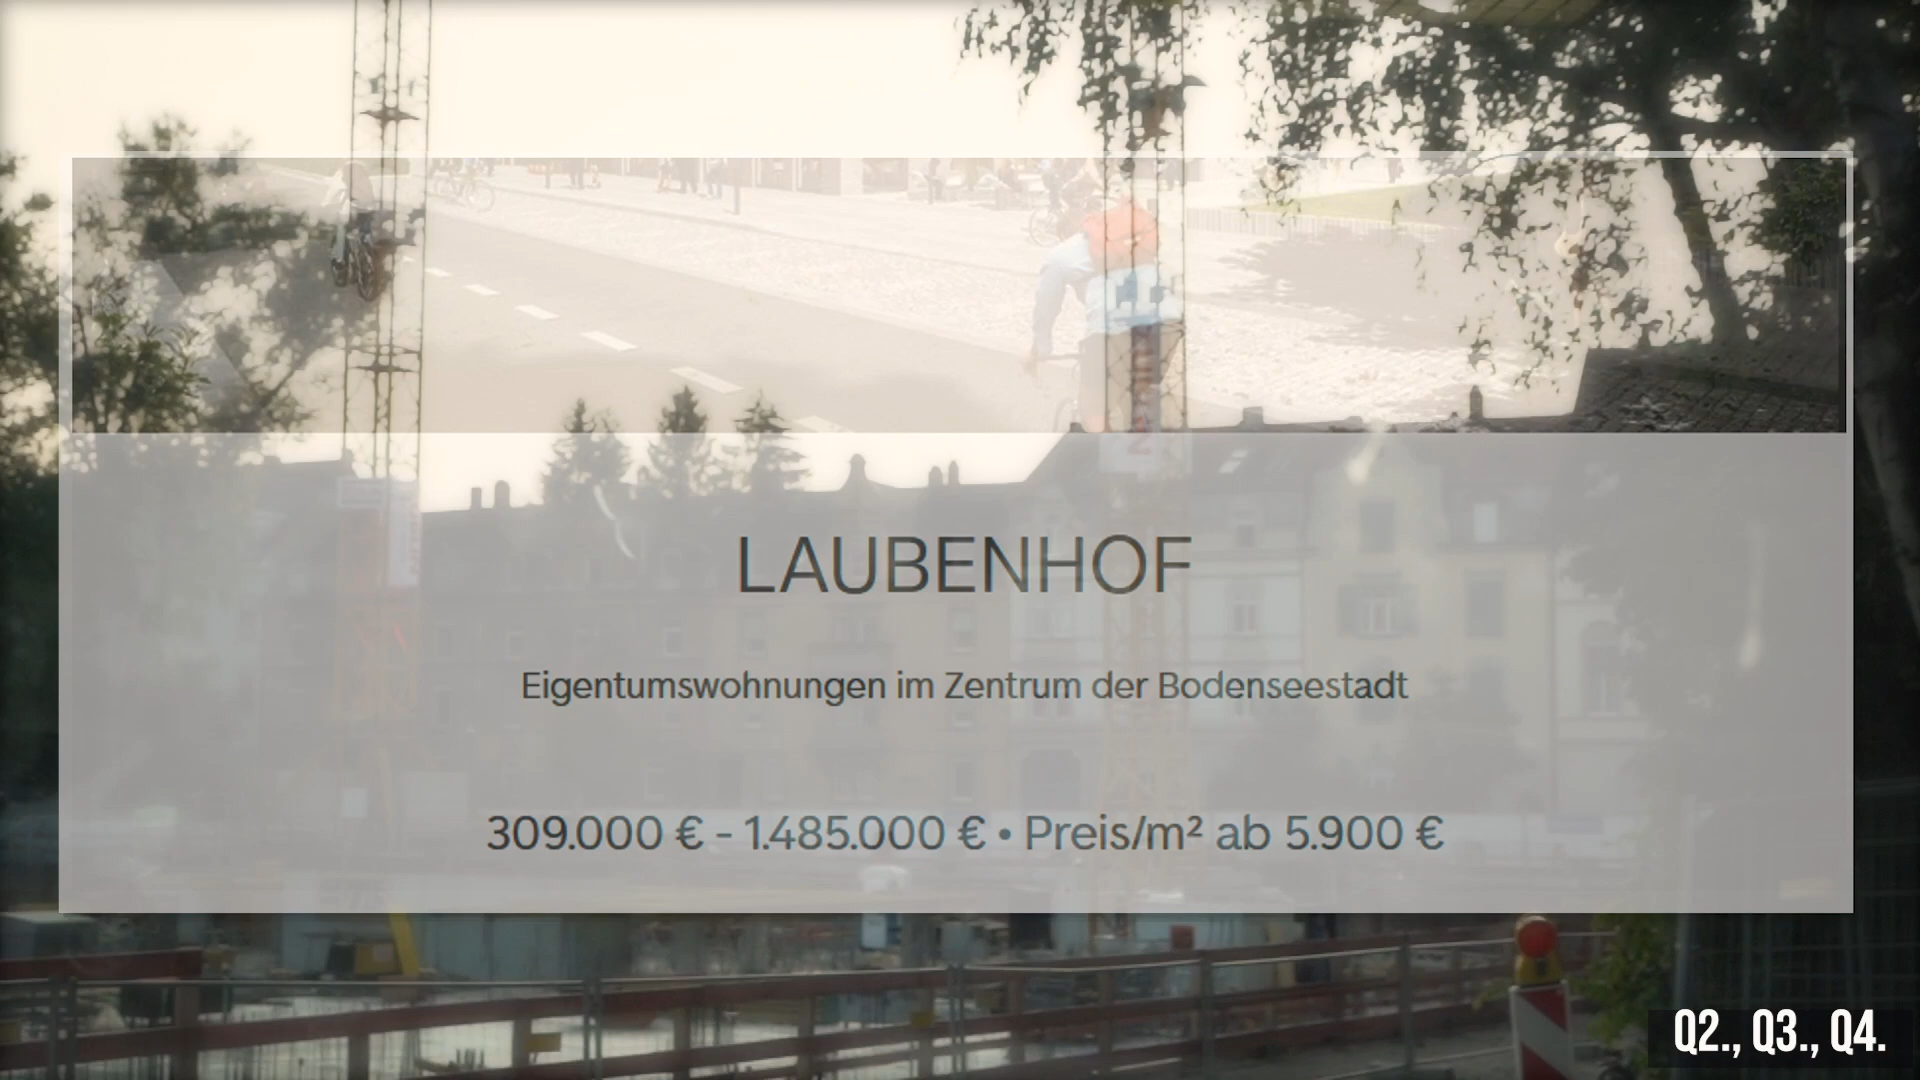 LAUBENHOF
Eigentumswohnungen im Zentrum der Bodenseestadt
309.000 € - 1.485.000 € • Preis/m² ab 5.900 €
Q2., Q3., Q4.